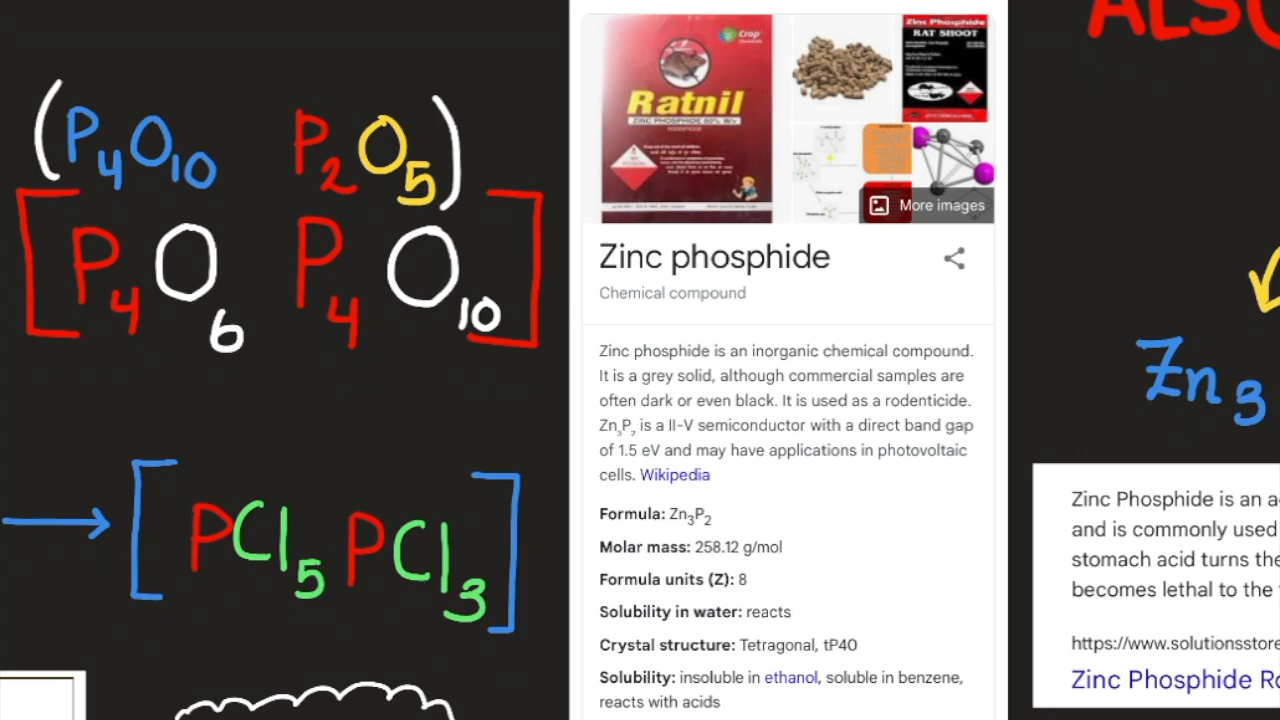 (P4O10 P2O5)
[P4O6 P4O10]
[PCl5 PCl3]
Crop
Ratnil
ZINC PHOSPHIDE 80% W/w
Zinc Phosphide
RAT SHOOT
More images
Zinc phosphide
Chemical compound
Zinc phosphide is an inorganic chemical compound.
It is a grey solid, although commercial samples are
often dark or even black. It is used as a rodenticide.
Zn3P2 is a II-V semiconductor with a direct band gap
of 1.5 eV and may have applications in photovoltaic
cells. Wikipedia
Formula: Zn3P2
Molar mass: 258.12 g/mol
Formula units (Z): 8
Solubility in water: reacts
Crystal structure: Tetragonal, tP40
Solubility: insoluble in ethanol, soluble in benzene,
reacts with acids
ALSO
Zn3
Zinc Phosphide is an a
and is commonly used
stomach acid turns the
becomes lethal to the
https://www.solutionsstore
Zinc Phosphide Ro